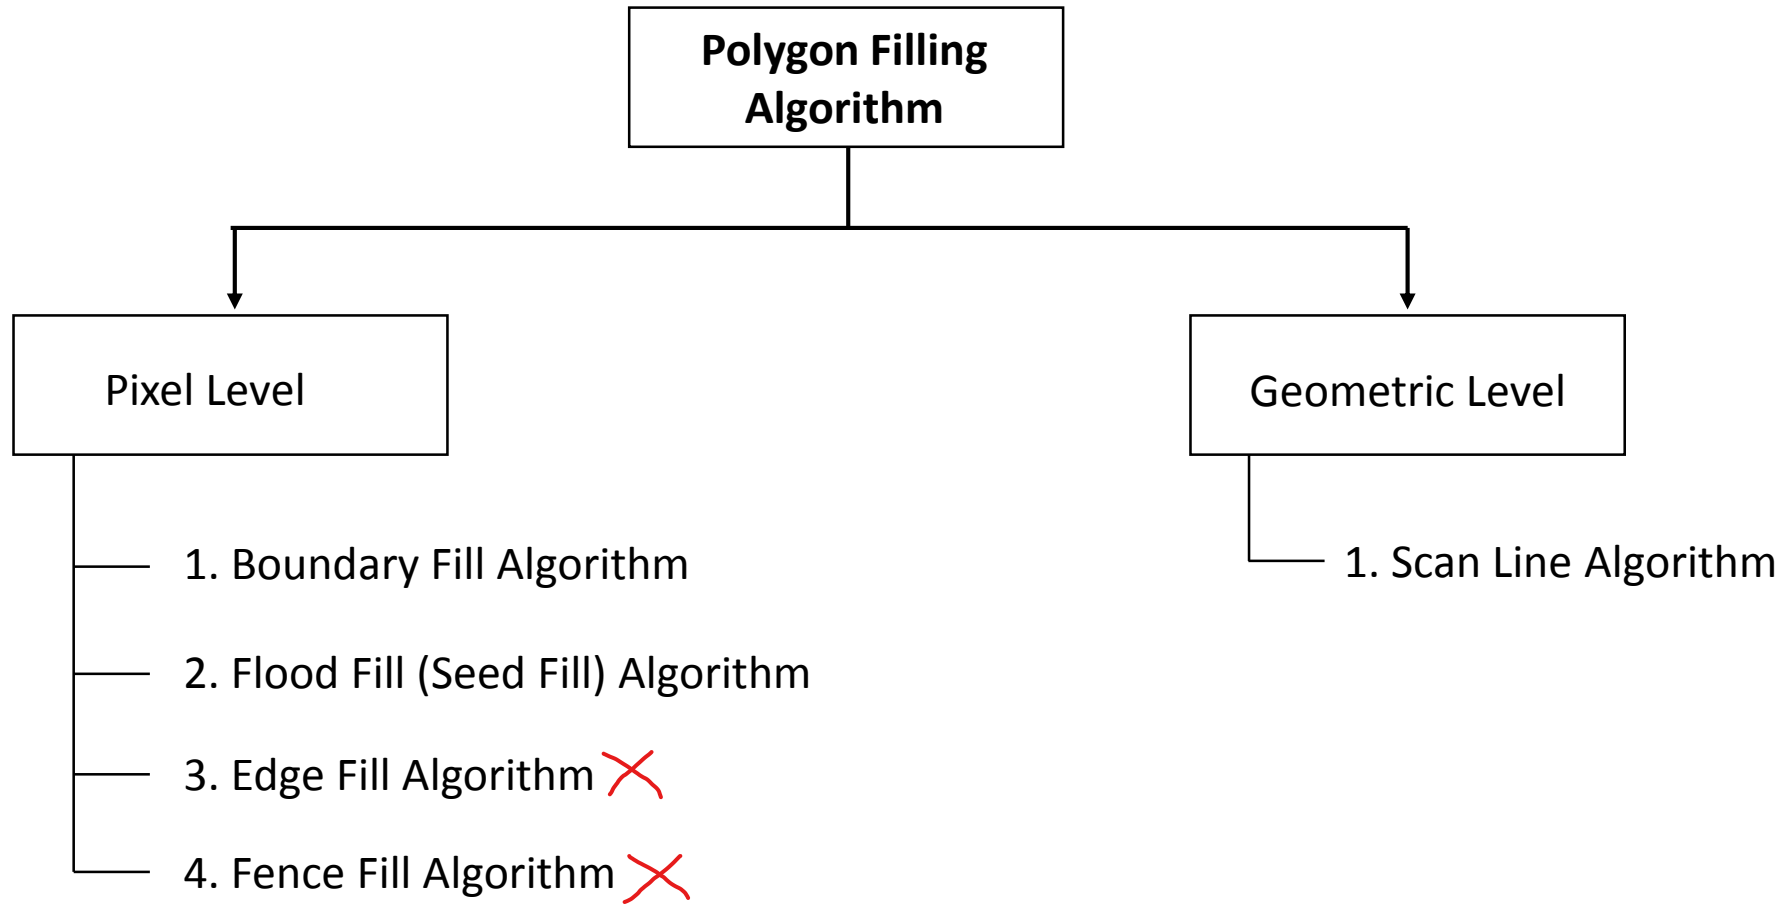 Polygon Filling
Algorithm
Pixel Level
Geometric Level
1. Boundary Fill Algorithm
2. Flood Fill (Seed Fill) Algorithm
3. Edge Fill Algorithm
4. Fence Fill Algorithm
1. Scan Line Algorithm